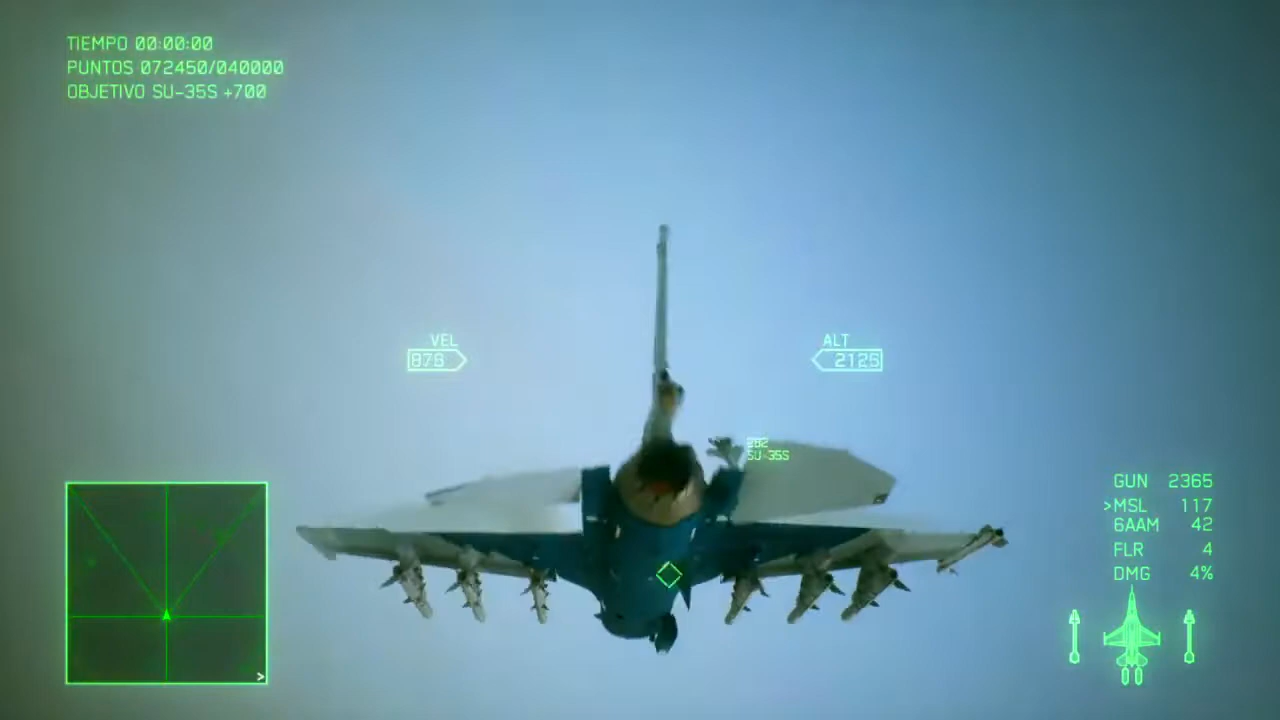 TIEMPO 00:00:00
PUNTOS 072450/040000
OBJETIVO SU-35S +700
VEL
878
ALT
2125
SU-35S
GUN 2365
>MSL 117
6AAM 42
FLR 4
DMG 4%